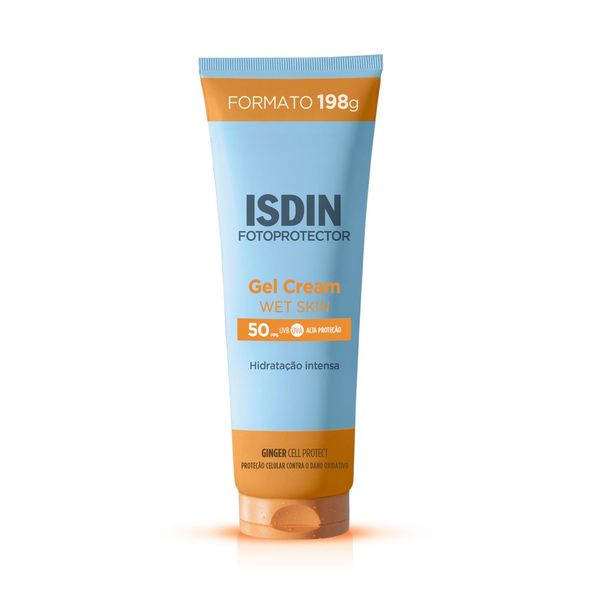 FORMATO 198g
ISDIN
FOTOPROTECTOR
Gel Cream
WET SKIN
50 FPS UVB UVA ALTA PROTEÇÃO
Hidratação intensa
GINGER CELL PROTECT
PROTEÇÃO CELULAR CONTRA O DANO OXIDATIVO